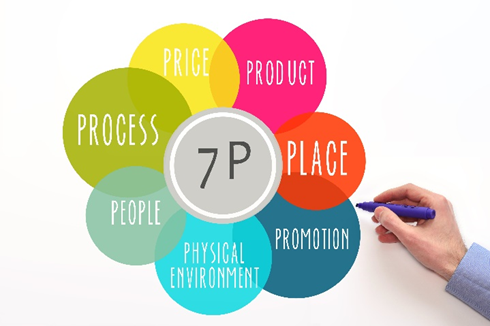 PRICE
PRODUCT
PROCESS
7P
PLACE
PEOPLE
PROMOTION
PHYSICAL
ENVIRONMENT